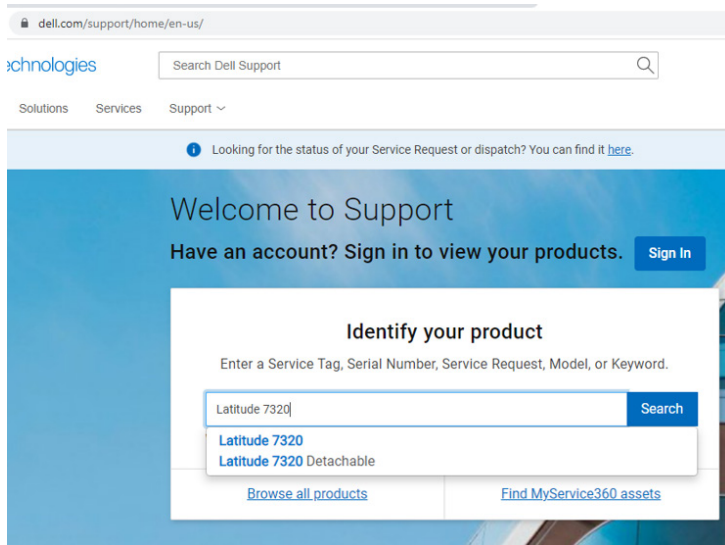 dell.com/support/home/en-us/
echnologies
Search Dell Support
Solutions Services Support
Looking for the status of your Service Request or dispatch? You can find it here.
Welcome to Support
Have an account? Sign in to view your products. Sign In
Identify your product
Enter a Service Tag, Serial Number, Service Request, Model, or Keyword.
Latitude 7320 Search
Latitude 7320
Latitude 7320 Detachable
Browse all products Find MyService360 assets